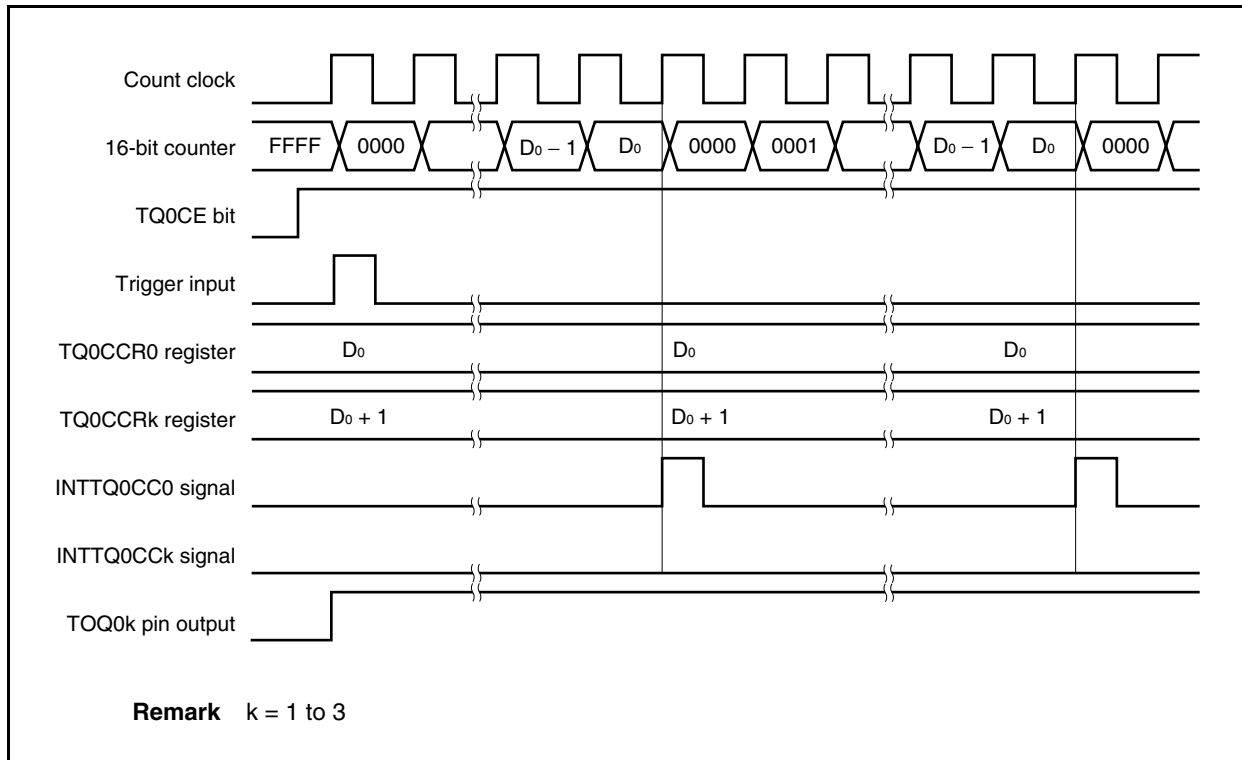 Count clock
16-bit counter FFFF 0000 D₀ − 1 D₀ 0000 0001 D₀ − 1 D₀ 0000
TQ0CE bit
Trigger input
TQ0CCR0 register D₀ D₀ D₀
TQ0CCRk register D₀ + 1 D₀ + 1 D₀ + 1
INTTQ0CC0 signal
INTTQ0CCk signal
TOQ0k pin output
Remark k = 1 to 3